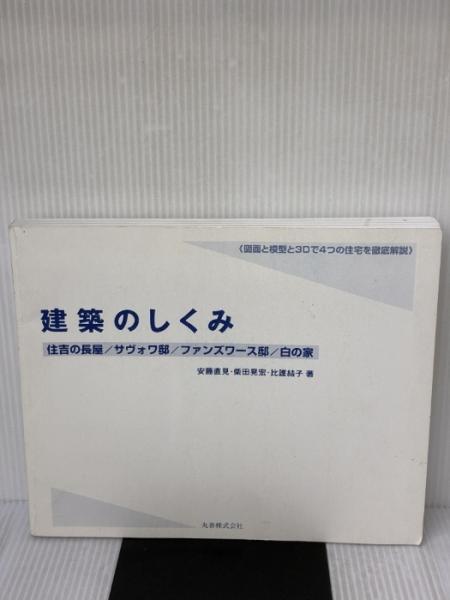 〈図面と模型と3Dで4つの住宅を徹底解説〉
建築のしくみ
住吉の長屋／サヴォワ邸／ファンズワース邸／白の家
安藤直見・柴田晃宏・比護結子 著
丸善株式会社